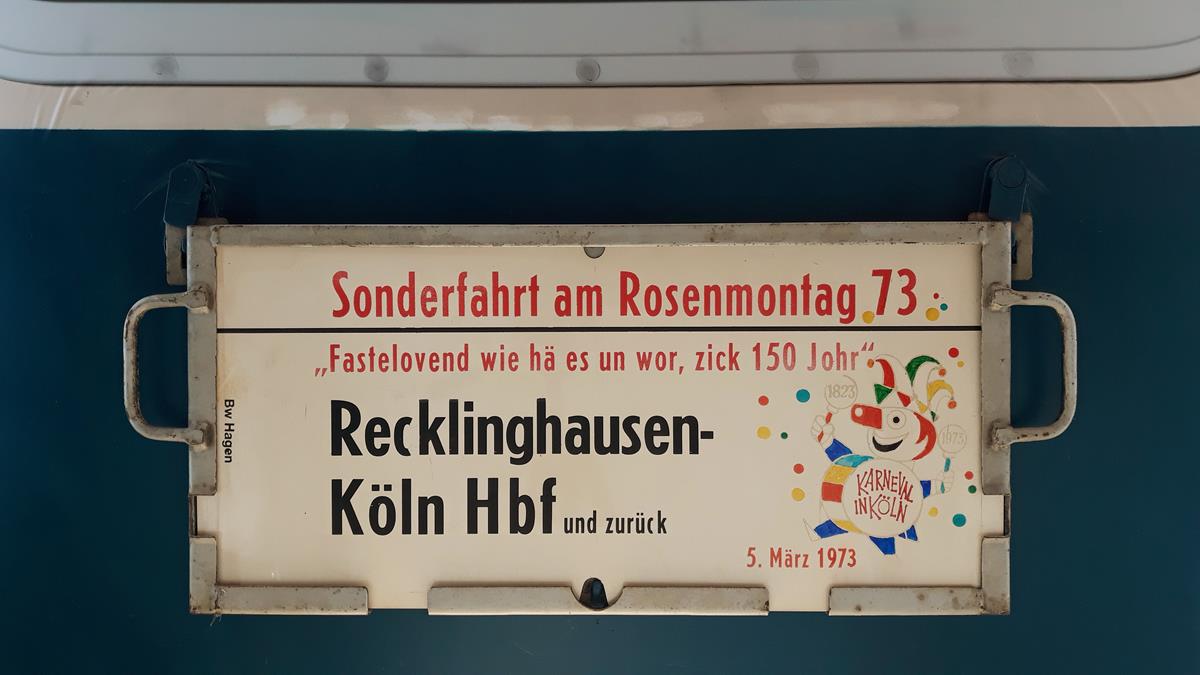 Sonderfahrt am Rosenmontag 73
„Fastelovend wie hä es un wor, zick 150 Johr“
Recklinghausen-
Köln Hbf und zurück
Bw Hagen
1823
1973
KARNEVAL
IN KÖLN
5. März 1973